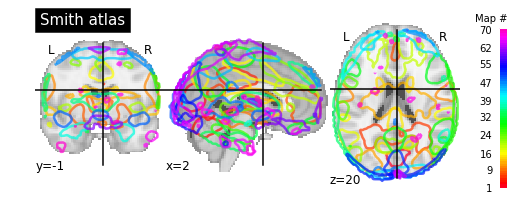 Smith atlas
Map #
L R
L R
70
62
55
47
39
32
24
16
9
1
y=-1
x=2
z=20